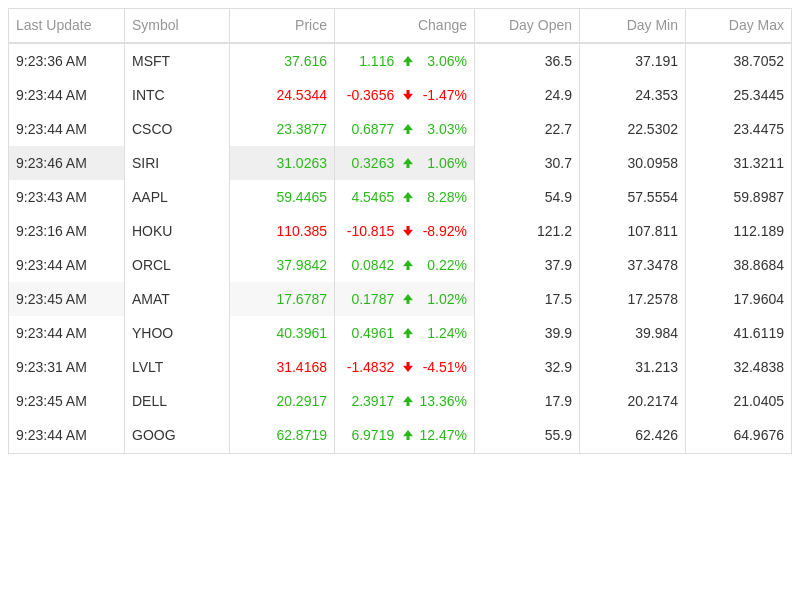 Last Update Symbol Price Change Day Open Day Min Day Max
9:23:36 AM MSFT 37.616 1.116 3.06% 36.5 37.191 38.7052
9:23:44 AM INTC 24.5344 -0.3656 -1.47% 24.9 24.353 25.3445
9:23:44 AM CSCO 23.3877 0.6877 3.03% 22.7 22.5302 23.4475
9:23:46 AM SIRI 31.0263 0.3263 1.06% 30.7 30.0958 31.3211
9:23:43 AM AAPL 59.4465 4.5465 8.28% 54.9 57.5554 59.8987
9:23:16 AM HOKU 110.385 -10.815 -8.92% 121.2 107.811 112.189
9:23:44 AM ORCL 37.9842 0.0842 0.22% 37.9 37.3478 38.8684
9:23:45 AM AMAT 17.6787 0.1787 1.02% 17.5 17.2578 17.9604
9:23:44 AM YHOO 40.3961 0.4961 1.24% 39.9 39.984 41.6119
9:23:31 AM LVLT 31.4168 -1.4832 -4.51% 32.9 31.213 32.4838
9:23:45 AM DELL 20.2917 2.3917 13.36% 17.9 20.2174 21.0405
9:23:44 AM GOOG 62.8719 6.9719 12.47% 55.9 62.426 64.9676